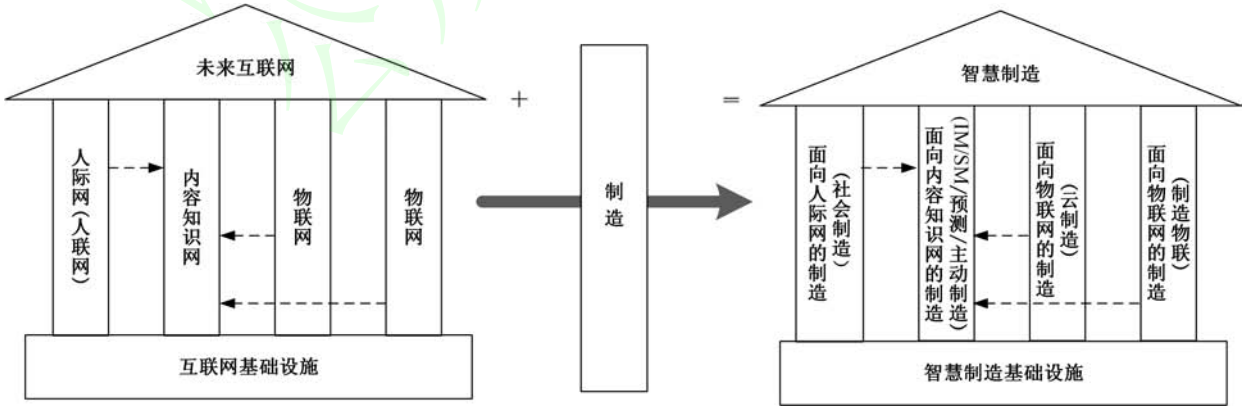 未来互联网
人际网(人联网)
内容知识网
物联网
物联网
互联网基础设施
+
制造
=
智慧制造
面向人际网的制造
(社会制造)
面向内容知识网的制造
(IM/SM/预测/主动制造)
面向物联网的制造
(云制造)
面向物联网的制造
(制造物联)
智慧制造基础设施